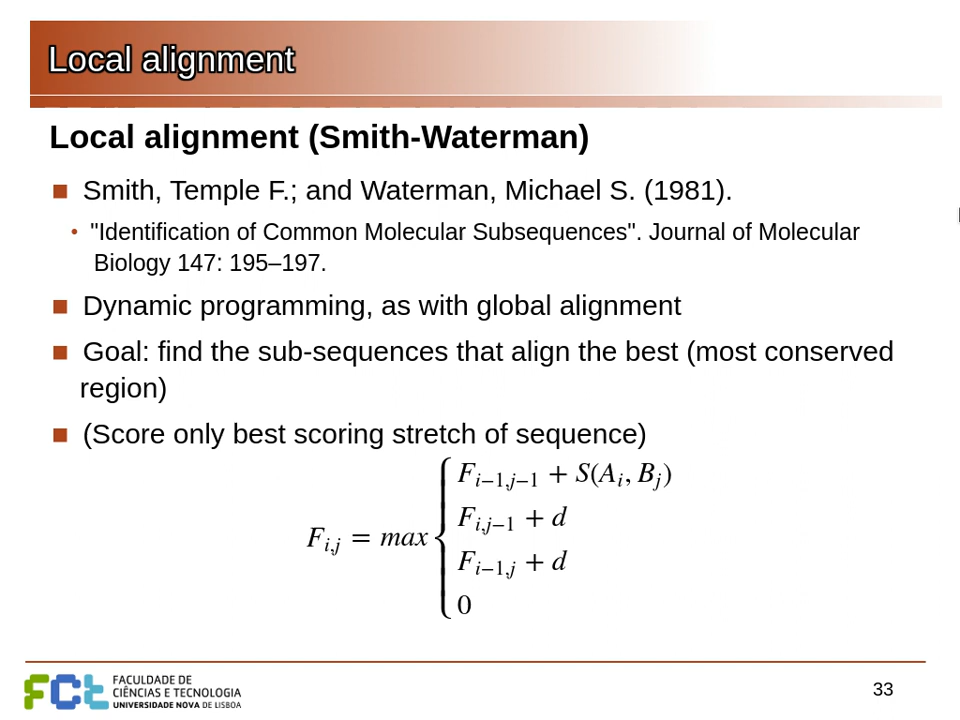 Local alignment
Local alignment (Smith-Waterman)
■ Smith, Temple F.; and Waterman, Michael S. (1981).
• "Identification of Common Molecular Subsequences". Journal of Molecular
Biology 147: 195–197.
■ Dynamic programming, as with global alignment
■ Goal: find the sub-sequences that align the best (most conserved
region)
■ (Score only best scoring stretch of sequence)
F_{i−1,j−1} + S(A_i, B_j)
F_{i,j−1} + d
F_{i,j} = max {
F_{i−1,j} + d
0
FCT
FACULDADE DE
CIÊNCIAS E TECNOLOGIA
UNIVERSIDADE NOVA DE LISBOA
33